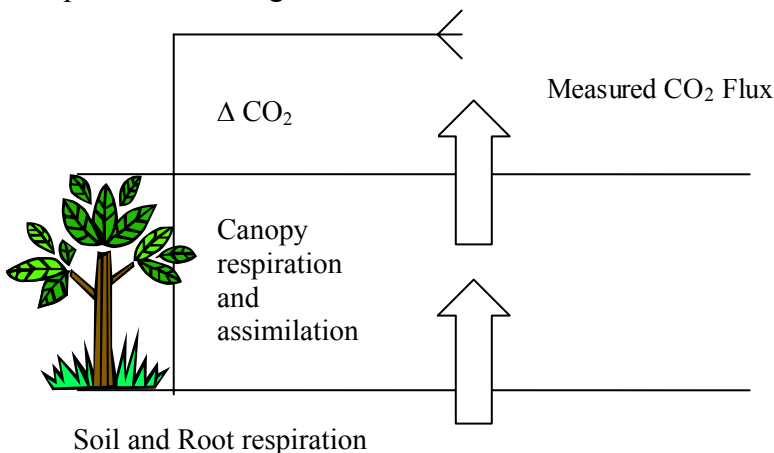 Δ CO₂
Measured CO₂ Flux
Canopy
respiration
and
assimilation
Soil and Root respiration